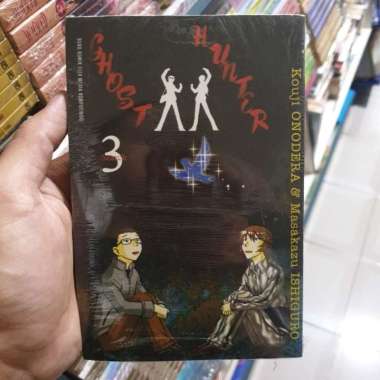 GHOST
HUNTER
3
Kouji ONODERA & Masakazu ISHIGURO